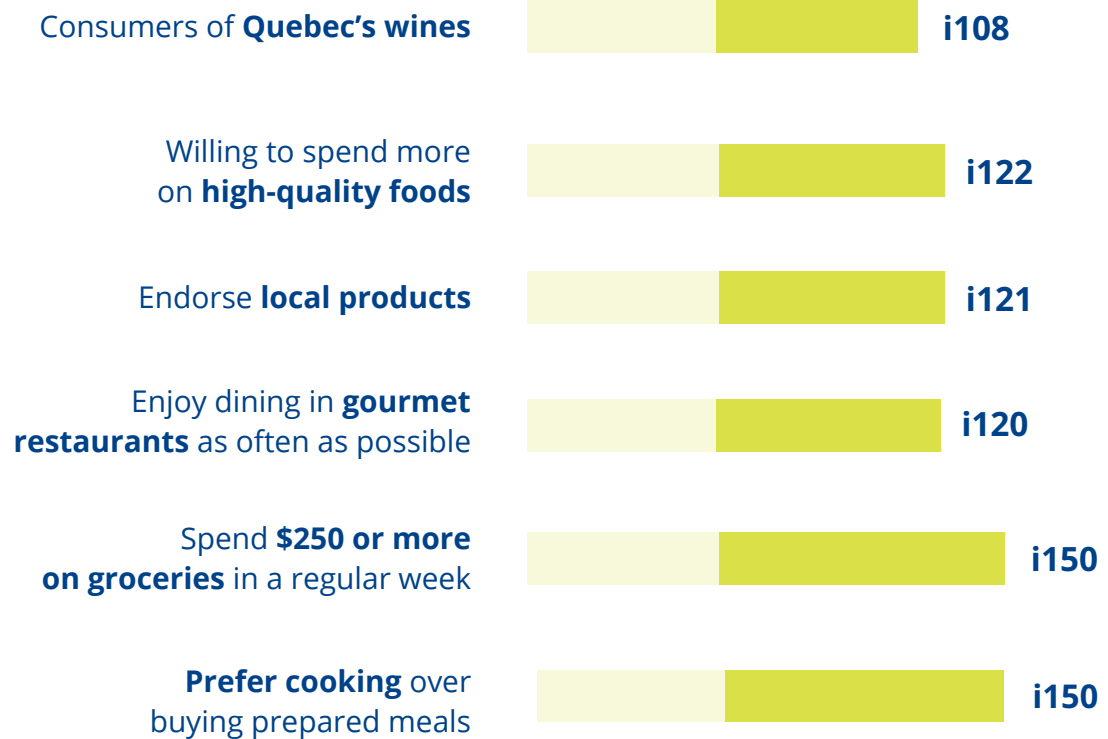 Consumers of Quebec’s wines
i108
Willing to spend more
on high-quality foods
i122
Endorse local products
i121
Enjoy dining in gourmet
restaurants as often as possible
i120
Spend $250 or more
on groceries in a regular week
i150
Prefer cooking over
buying prepared meals
i150